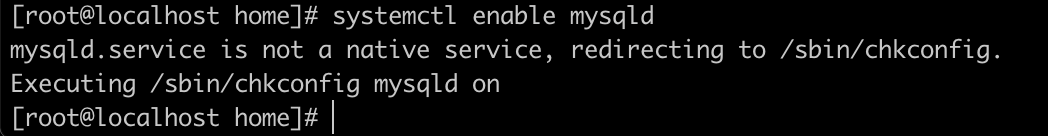 [root@localhost home]# systemctl enable mysqld
mysqld.service is not a native service, redirecting to /sbin/chkconfig.
Executing /sbin/chkconfig mysqld on
[root@localhost home]#